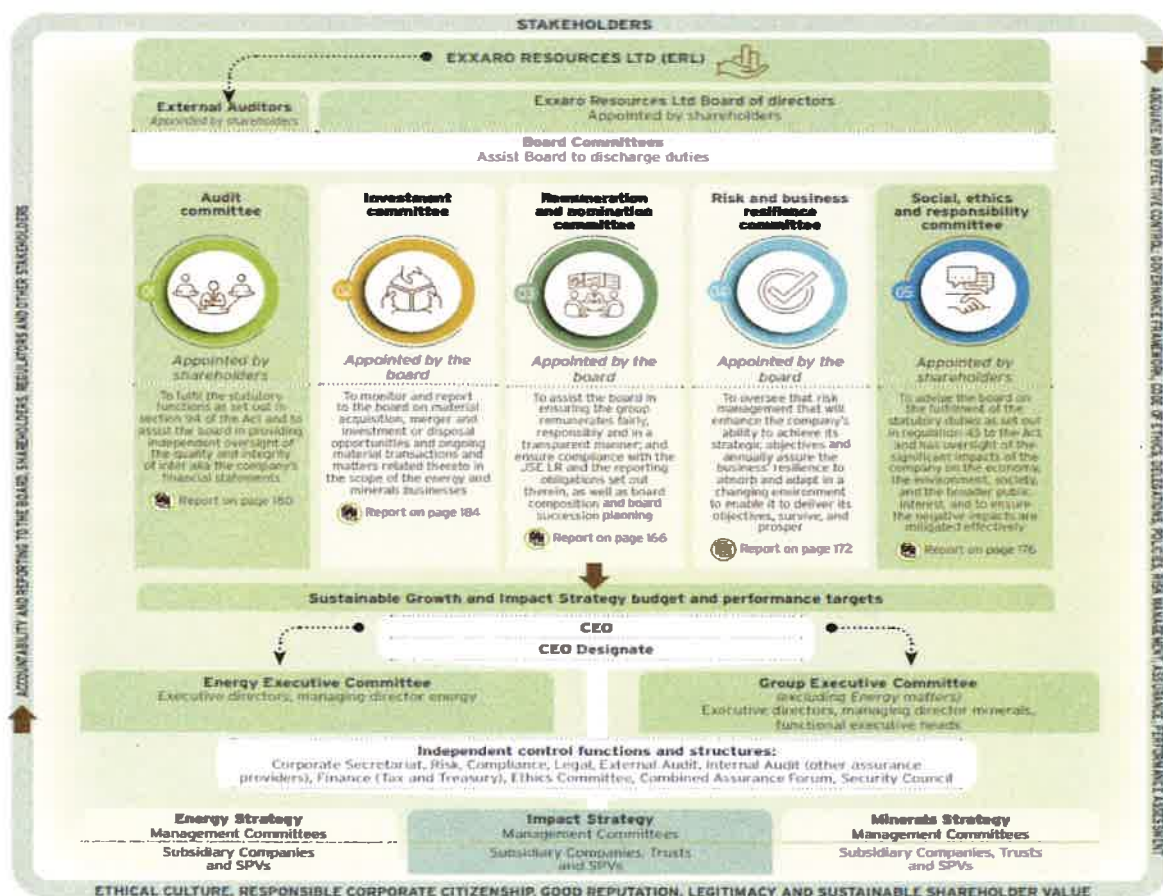 STAKEHOLDERS
EXXARO RESOURCES LTD (ERL)
External Auditors
Appointed by shareholders
Exxaro Resources Ltd Board of directors
Appointed by shareholders
Board Committees
Assist Board to discharge duties
Audit
committee
Appointed by
shareholders
To fulfil the statutory
functions as set out in
section 94 of the Act and to
assist the board in providing
independent oversight of
the quality and integrity
of inter alia the company's
financial statements
Report on page 180
Investment
committee
02
Appointed by the
board
To monitor and report
to the board on material
acquisition, merger and
investment or disposal
opportunities and ongoing
material transactions and
matters related thereto in
the scope of the energy and
minerals businesses
Report on page 184
Remuneration
and nomination
committee
03
Appointed by the
board
To assist the board in
ensuring the group
remunerates fairly,
responsibly and in a
transparent manner; and
ensure compliance with the
JSE LR and the reporting
obligations set out
therein, as well as board
composition and board
succession planning
Report on page 166
Risk and business
resilience
committee
04
Appointed by the
board
To oversee that risk
management that will
enhance the company's
ability to achieve its
strategic objectives and
annually assure the
business' resilience to
absorb and adapt in a
changing environment
to enable it to deliver its
objectives, survive, and
prosper
Report on page 172
Social, ethics
and responsibility
committee
05
Appointed by
shareholders
To advise the board on
the fulfilment of the
statutory duties as set out
in regulation 43 to the Act,
and has oversight of the
significant impacts of the
company on the economy,
the environment, society,
and the broader public
interest, and to ensure
the negative impacts are
mitigated effectively
Report on page 176
Sustainable Growth and Impact Strategy budget and performance targets
CEO
CEO Designate
Energy Executive Committee
Executive directors, managing director energy
Group Executive Committee
(excluding Energy matters)
Executive directors, managing director minerals,
functional executive heads
Independent control functions and structures:
Corporate Secretariat, Risk, Compliance, Legal, External Audit, Internal Audit (other assurance
providers), Finance (Tax and Treasury), Ethics Committee, Combined Assurance Forum, Security Council
Energy Strategy
Management Committees
Subsidiary Companies
and SPVs
Impact Strategy
Management Committees
Subsidiary Companies, Trusts
and SPVs
Minerals Strategy
Management Committees
Subsidiary Companies, Trusts
and SPVs
ACCOUNTABILITY AND REPORTING TO THE BOARD, SHAREHOLDERS, REGULATORS AND OTHER STAKEHOLDERS
ADEQUATE AND EFFECTIVE CONTROL: GOVERNANCE FRAMEWORK, CODE OF ETHICS, DELEGATIONS, POLICIES, RISK MANAGEMENT, ASSURANCE, PERFORMANCE ASSESSMENT
ETHICAL CULTURE, RESPONSIBLE CORPORATE CITIZENSHIP, GOOD REPUTATION, LEGITIMACY AND SUSTAINABLE SHAREHOLDER VALUE